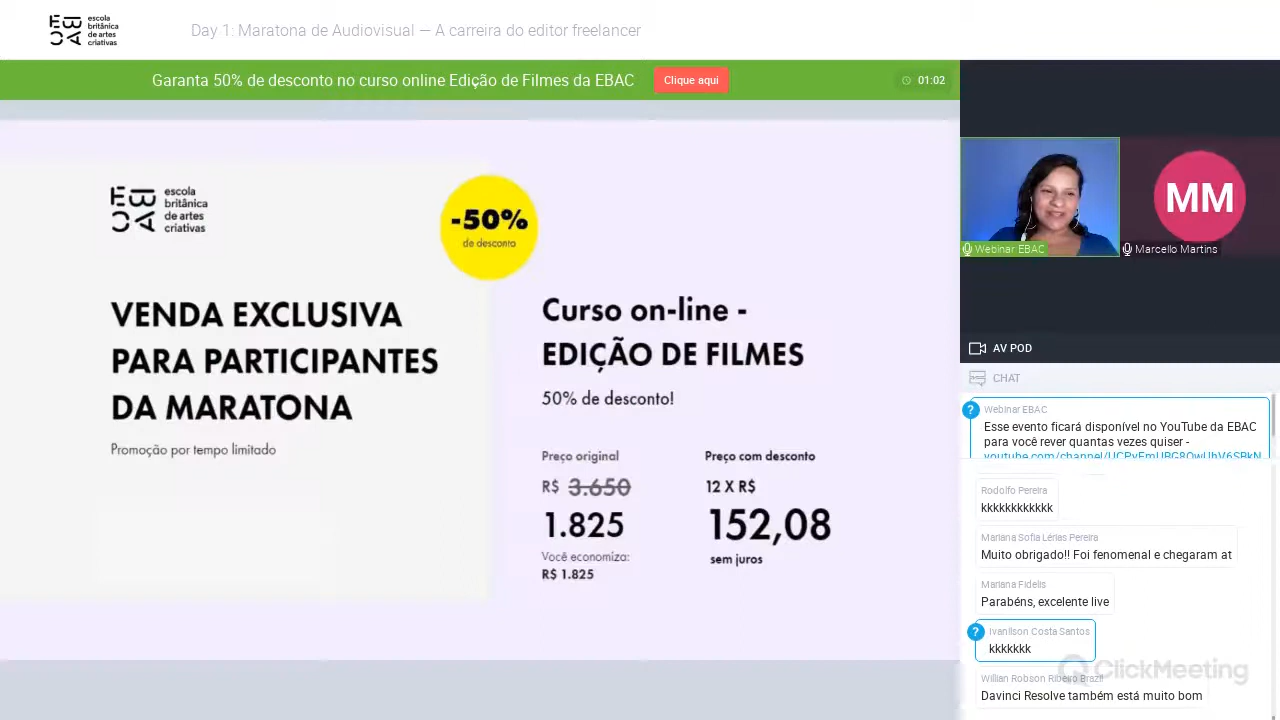 escola
britânica
de artes
criativas
Day 1: Maratona de Audiovisual — A carreira do editor freelancer
Garanta 50% de desconto no curso online Edição de Filmes da EBAC
Clique aqui
01:02
EBAC
escola
britânica
de artes
criativas
-50%
de desconto
VENDA EXCLUSIVA
PARA PARTICIPANTES
DA MARATONA
Promoção por tempo limitado
Curso on-line -
EDIÇÃO DE FILMES
50% de desconto!
Preço original
R$ 3.650
1.825
Você economiza:
R$ 1.825
Preço com desconto
12 X R$
152,08
sem juros
MM
Webinar EBAC
Marcello Martins
AV POD
CHAT
?
Webinar EBAC
Esse evento ficará disponível no YouTube da EBAC
para você rever quantas vezes quiser -
Rodolfo Pereira
kkkkkkkkkkkk
Mariana Sofia Lérias Pereira
Muito obrigado!! Foi fenomenal e chegaram at
Mariana Fidelis
Parabéns, excelente live
?
Ivanilson Costa Santos
kkkkkkk
ClickMeeting
Willian Robson Ribeiro Brazil
Davinci Resolve também está muito bom